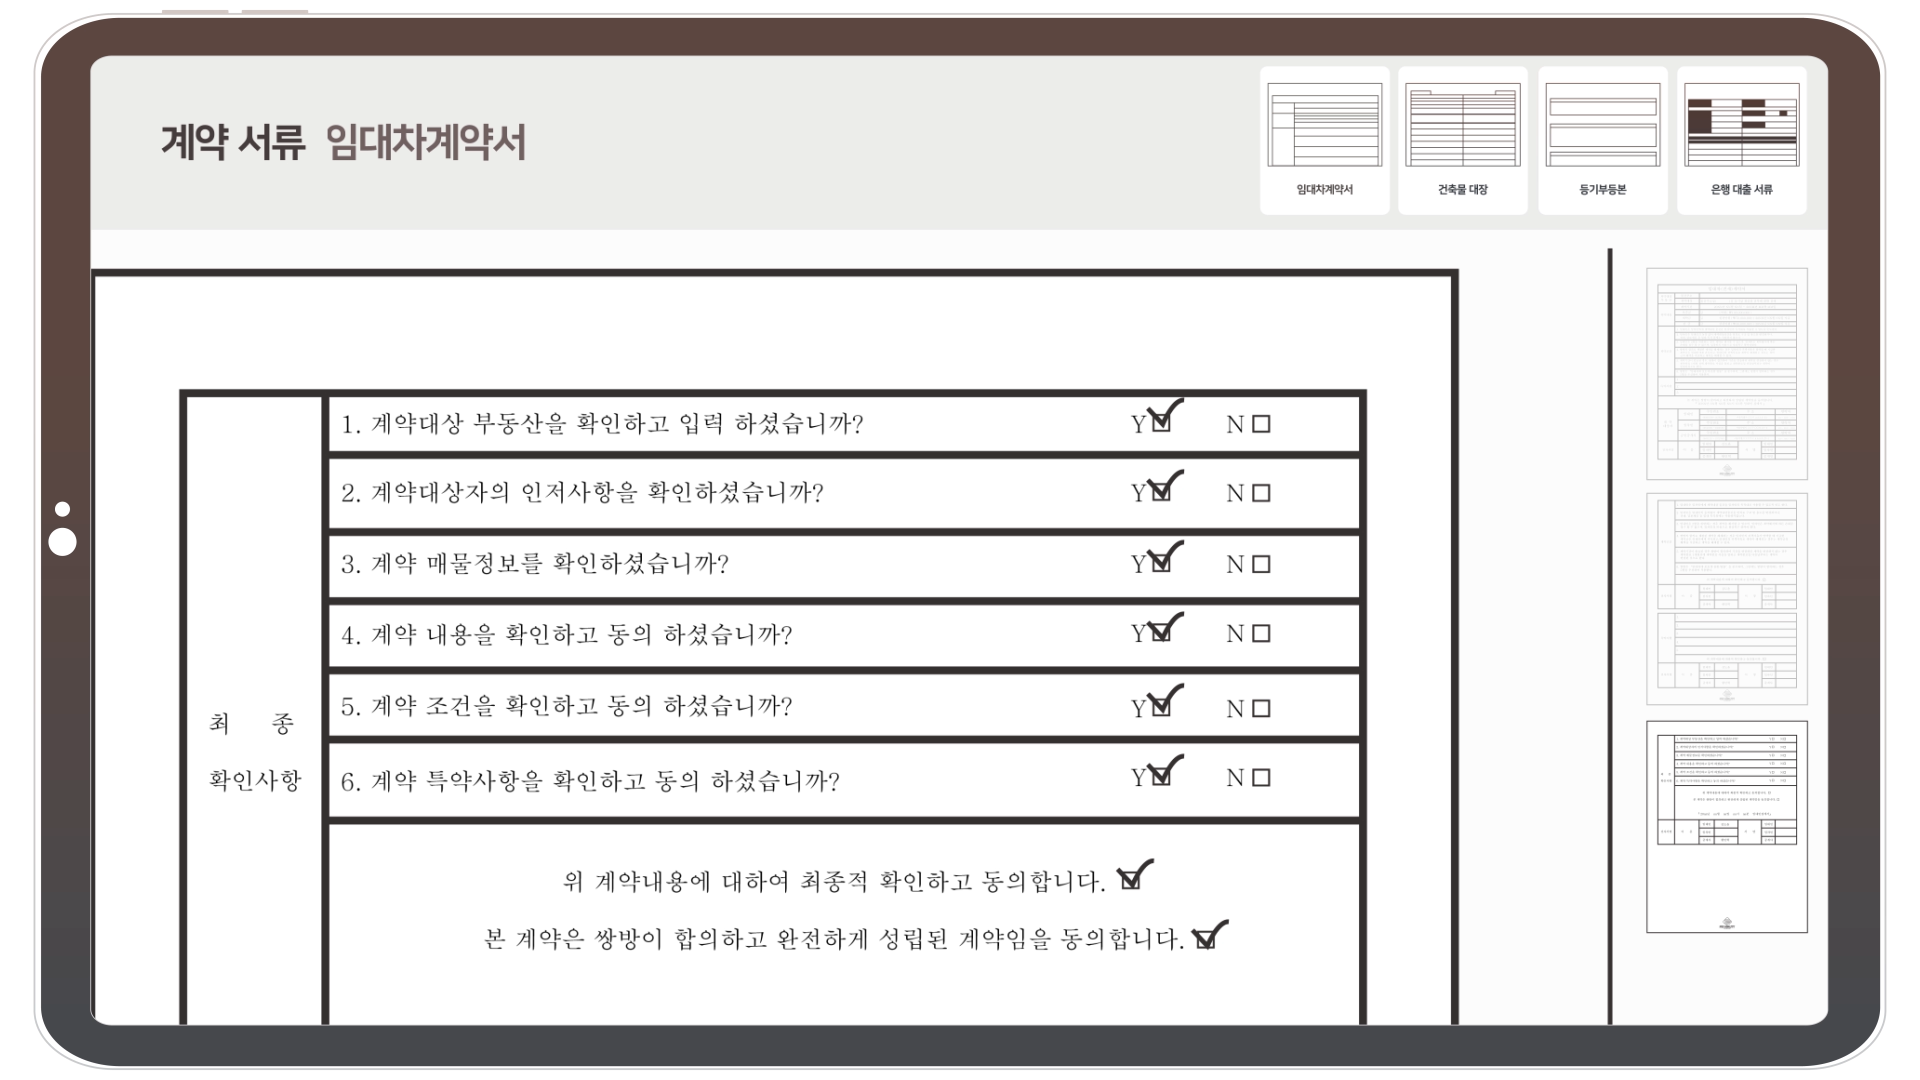 계약 서류 임대차계약서
임대차계약서
건축물 대장
등기부등본
은행 대출 서류
최 종
확인사항
1. 계약대상 부동산을 확인하고 입력 하셨습니까? Y N
2. 계약대상자의 인저사항을 확인하셨습니까? Y N
3. 계약 매물정보를 확인하셨습니까? Y N
4. 계약 내용을 확인하고 동의 하셨습니까? Y N
5. 계약 조건을 확인하고 동의 하셨습니까? Y N
6. 계약 특약사항을 확인하고 동의 하셨습니까? Y N
위 계약내용에 대하여 최종적 확인하고 동의합니다.
본 계약은 쌍방이 합의하고 완전하게 성립된 계약임을 동의합니다.